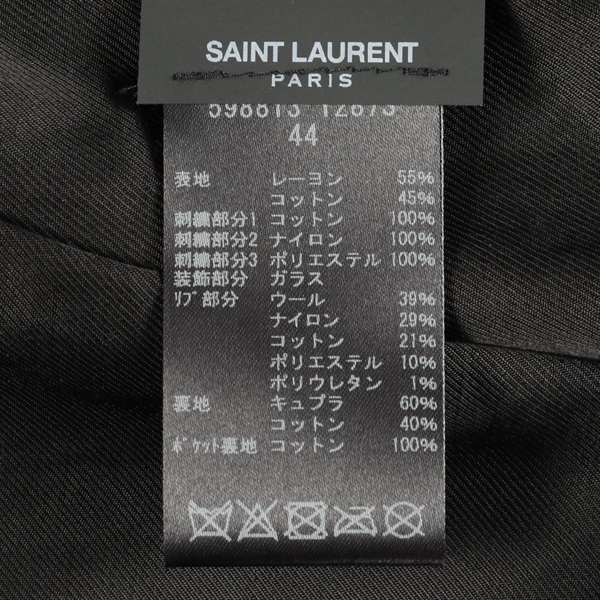 SAINT LAURENT
PARIS
598813 12873
44
表地 レーヨン 55%
コットン 45%
刺繍部分1 コットン 100%
刺繍部分2 ナイロン 100%
刺繍部分3 ポリエステル 100%
装飾部分 ガラス
ﾘﾌﾞ部分 ウール 39%
ナイロン 29%
コットン 21%
ポリエステル 10%
ポリウレタン 1%
裏地 キュプラ 60%
コットン 40%
ﾎﾟｹｯﾄ裏地 コットン 100%